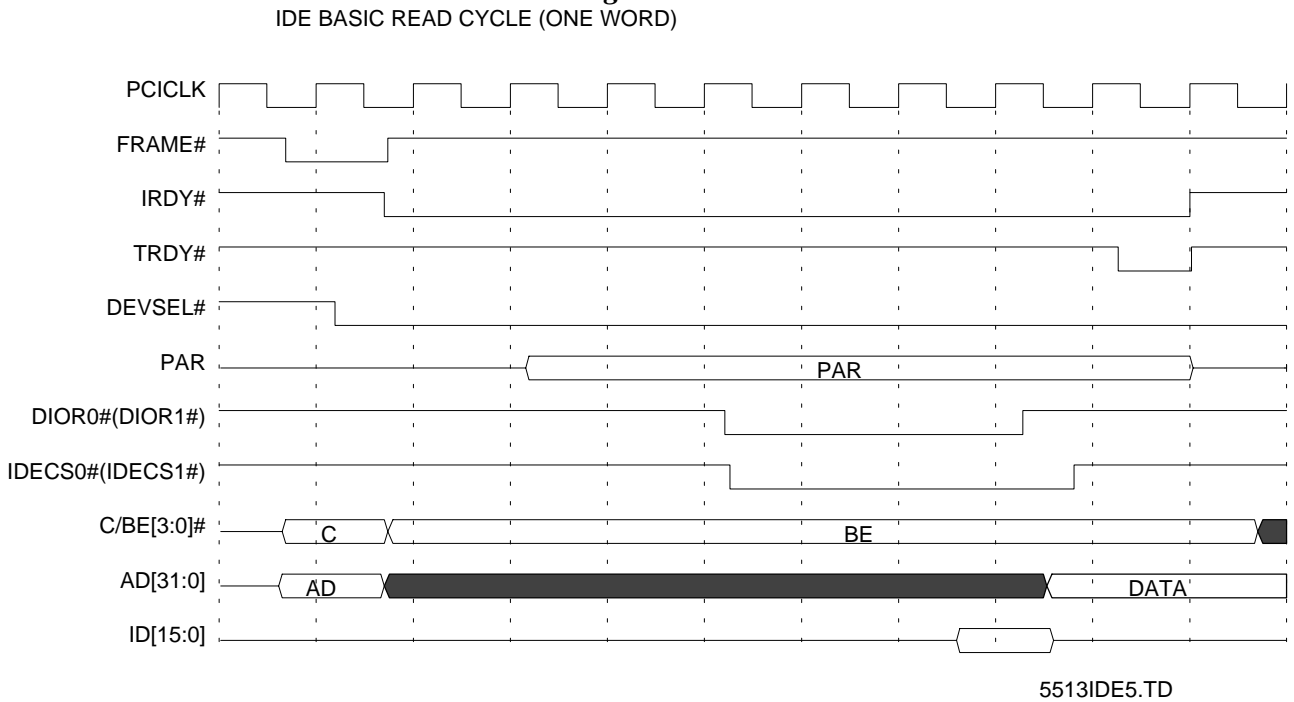 g
IDE BASIC READ CYCLE (ONE WORD)
PCICLK
FRAME#
IRDY#
TRDY#
DEVSEL#
PAR PAR
DIOR0#(DIOR1#)
IDECS0#(IDECS1#)
C/BE[3:0]# C BE
AD[31:0] AD DATA
ID[15:0]
5513IDE5.TD